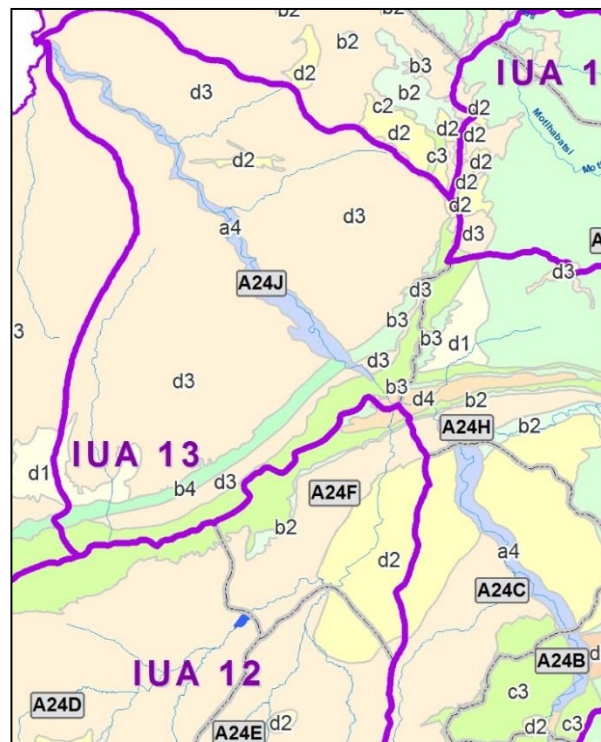 b2
b2
b3
d2
IUA 1
b2
d3
c2
d2
d2
Motlhabatsi
d2
d2
c3
d2
Mot
d2
d2
d2
d3
d3
a4
A
d3
A24J
b3
b3
d1
d3
3
d3
b3
d4
b2
A24H
b2
IUA 13
d1
d3
b4
A24F
b2
d2
a4
A24C
A24B
d
IUA 12
c3
A24D
d2
d2
c3
A24E